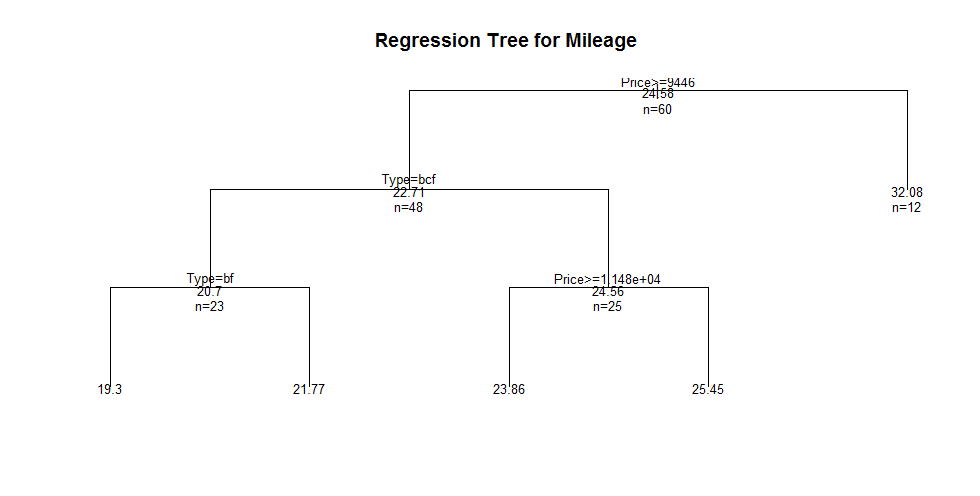 Regression Tree for Mileage
Price>=9446
24.58
n=60
Type=bcf
22.71
n=48
32.08
n=12
Type=bf
20.7
n=23
Price>=1.148e+04
24.56
n=25
19.3
21.77
23.86
25.45